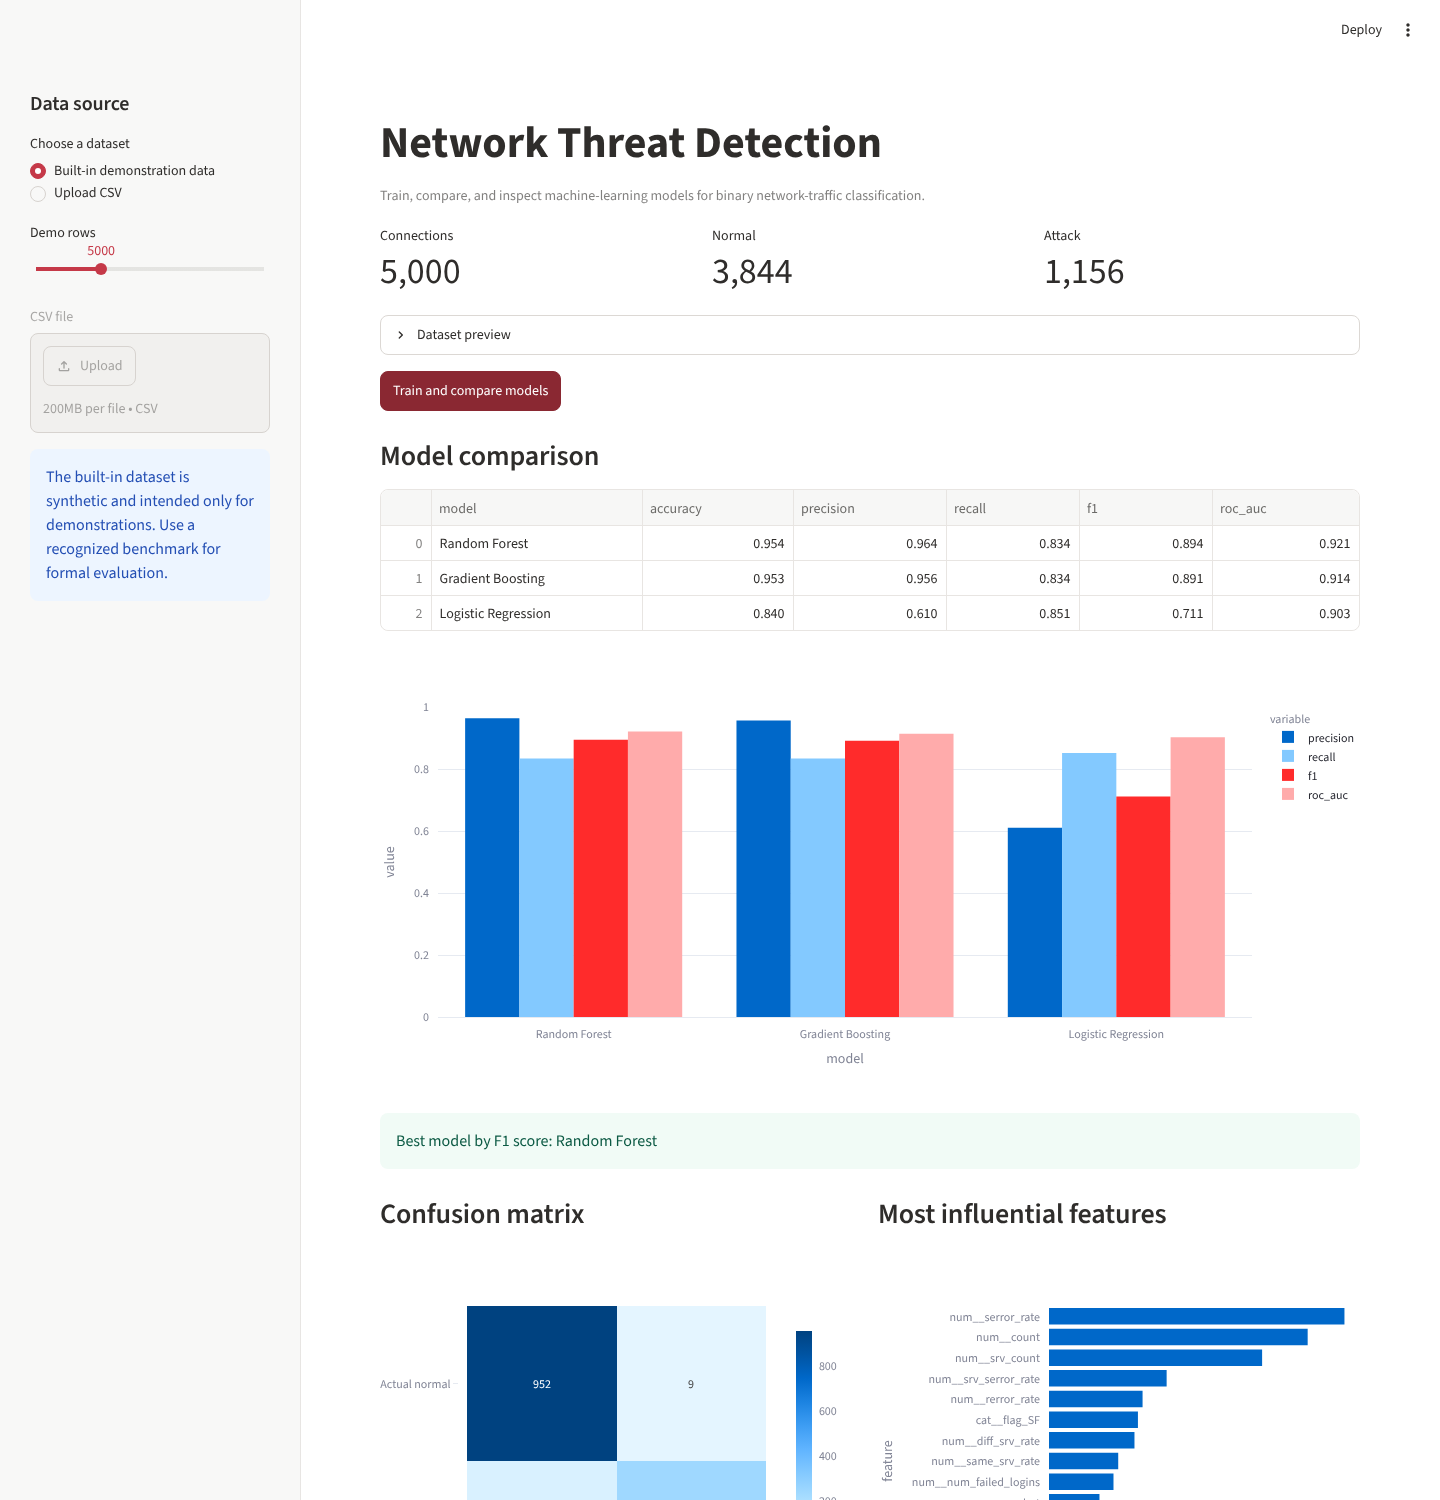 Deploy
Data source
Choose a dataset
Built-in demonstration data
Upload CSV
Demo rows
5000
CSV file
Upload
200MB per file • CSV
The built-in dataset is
synthetic and intended only for
demonstrations. Use a
recognized benchmark for
formal evaluation.
Network Threat Detection
Train, compare, and inspect machine-learning models for binary network-traffic classification.
Connections Normal Attack
5,000 3,844 1,156
Dataset preview
Train and compare models
Model comparison
model accuracy precision recall f1 roc_auc
0 Random Forest 0.954 0.964 0.834 0.894 0.921
1 Gradient Boosting 0.953 0.956 0.834 0.891 0.914
2 Logistic Regression 0.840 0.610 0.851 0.711 0.903
1
0.8
0.6
0.4
0.2
0
value
Random Forest Gradient Boosting Logistic Regression
model
variable
precision
recall
f1
roc_auc
Best model by F1 score: Random Forest
Confusion matrix
Actual normal
952 9
800
600
400
200
Most influential features
feature
num__serror_rate
num__count
num__srv_count
num__srv_serror_rate
num__rerror_rate
cat__flag_SF
num__diff_srv_rate
num__same_srv_rate
num__num_failed_logins